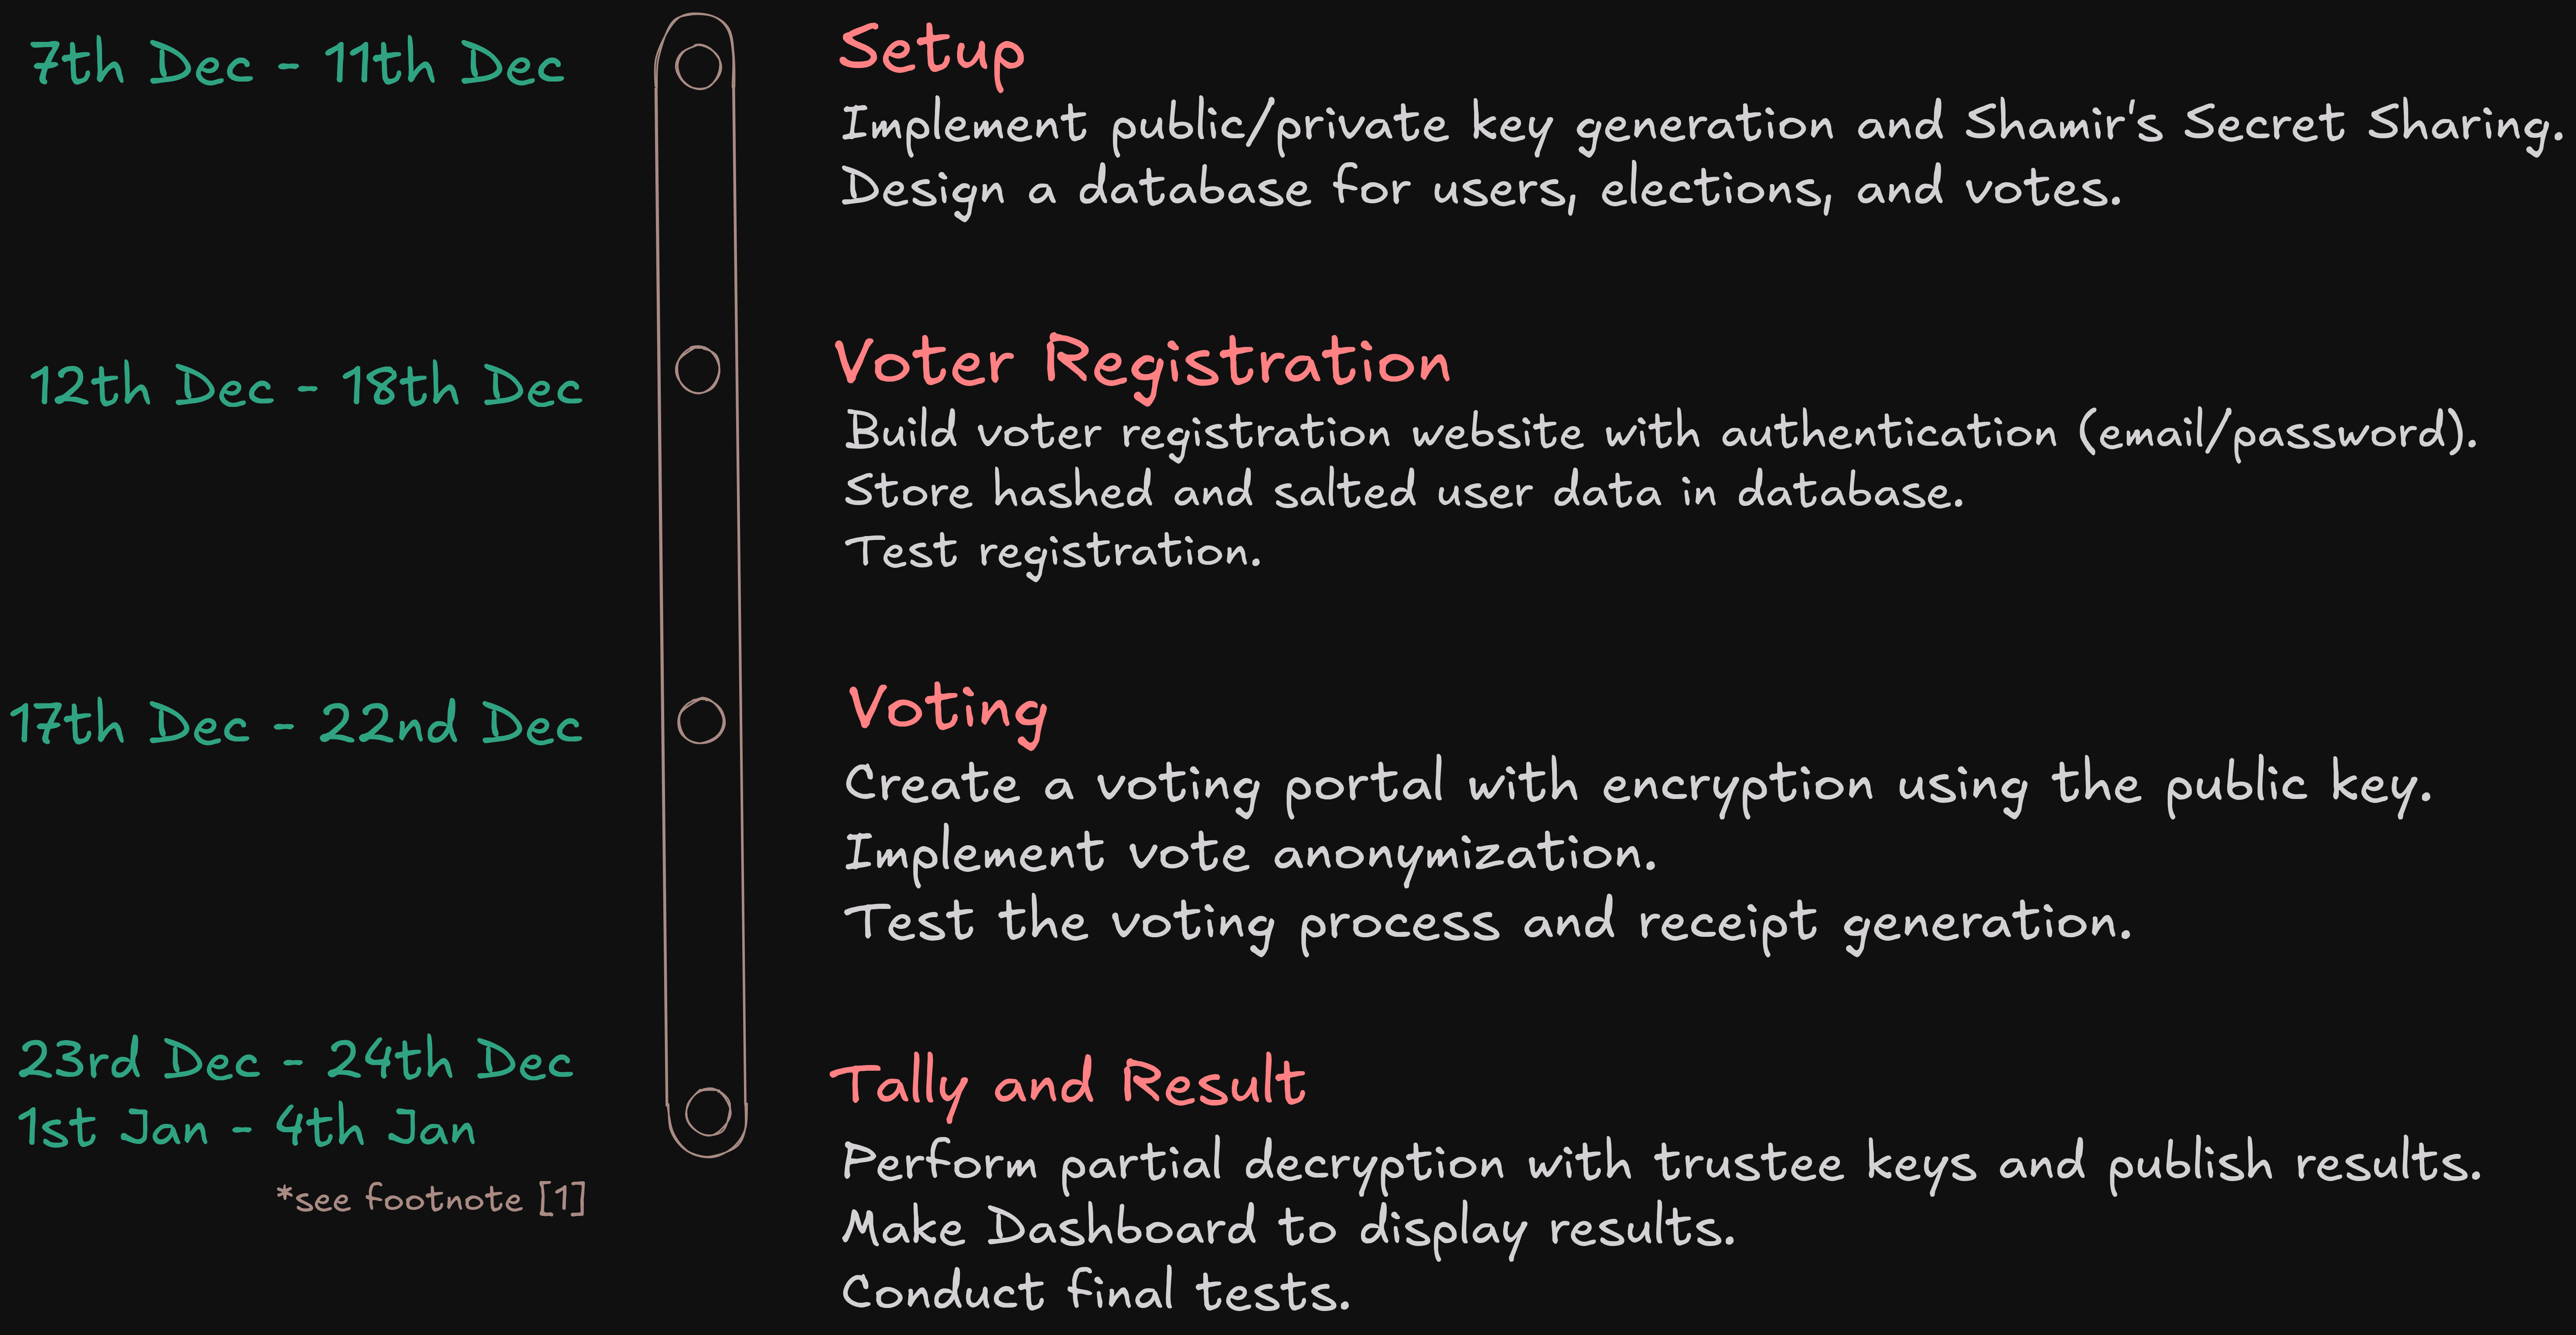 7th Dec - 11th Dec
Setup
Implement public/private key generation and Shamir's Secret Sharing.
Design a database for users, elections, and votes.
12th Dec - 18th Dec
Voter Registration
Build voter registration website with authentication (email/password).
Store hashed and salted user data in database.
Test registration.
17th Dec - 22nd Dec
Voting
Create a voting portal with encryption using the public key.
Implement vote anonymization.
Test the voting process and receipt generation.
23rd Dec - 24th Dec
1st Jan - 4th Jan
*see footnote [1]
Tally and Result
Perform partial decryption with trustee keys and publish results.
Make Dashboard to display results.
Conduct final tests.